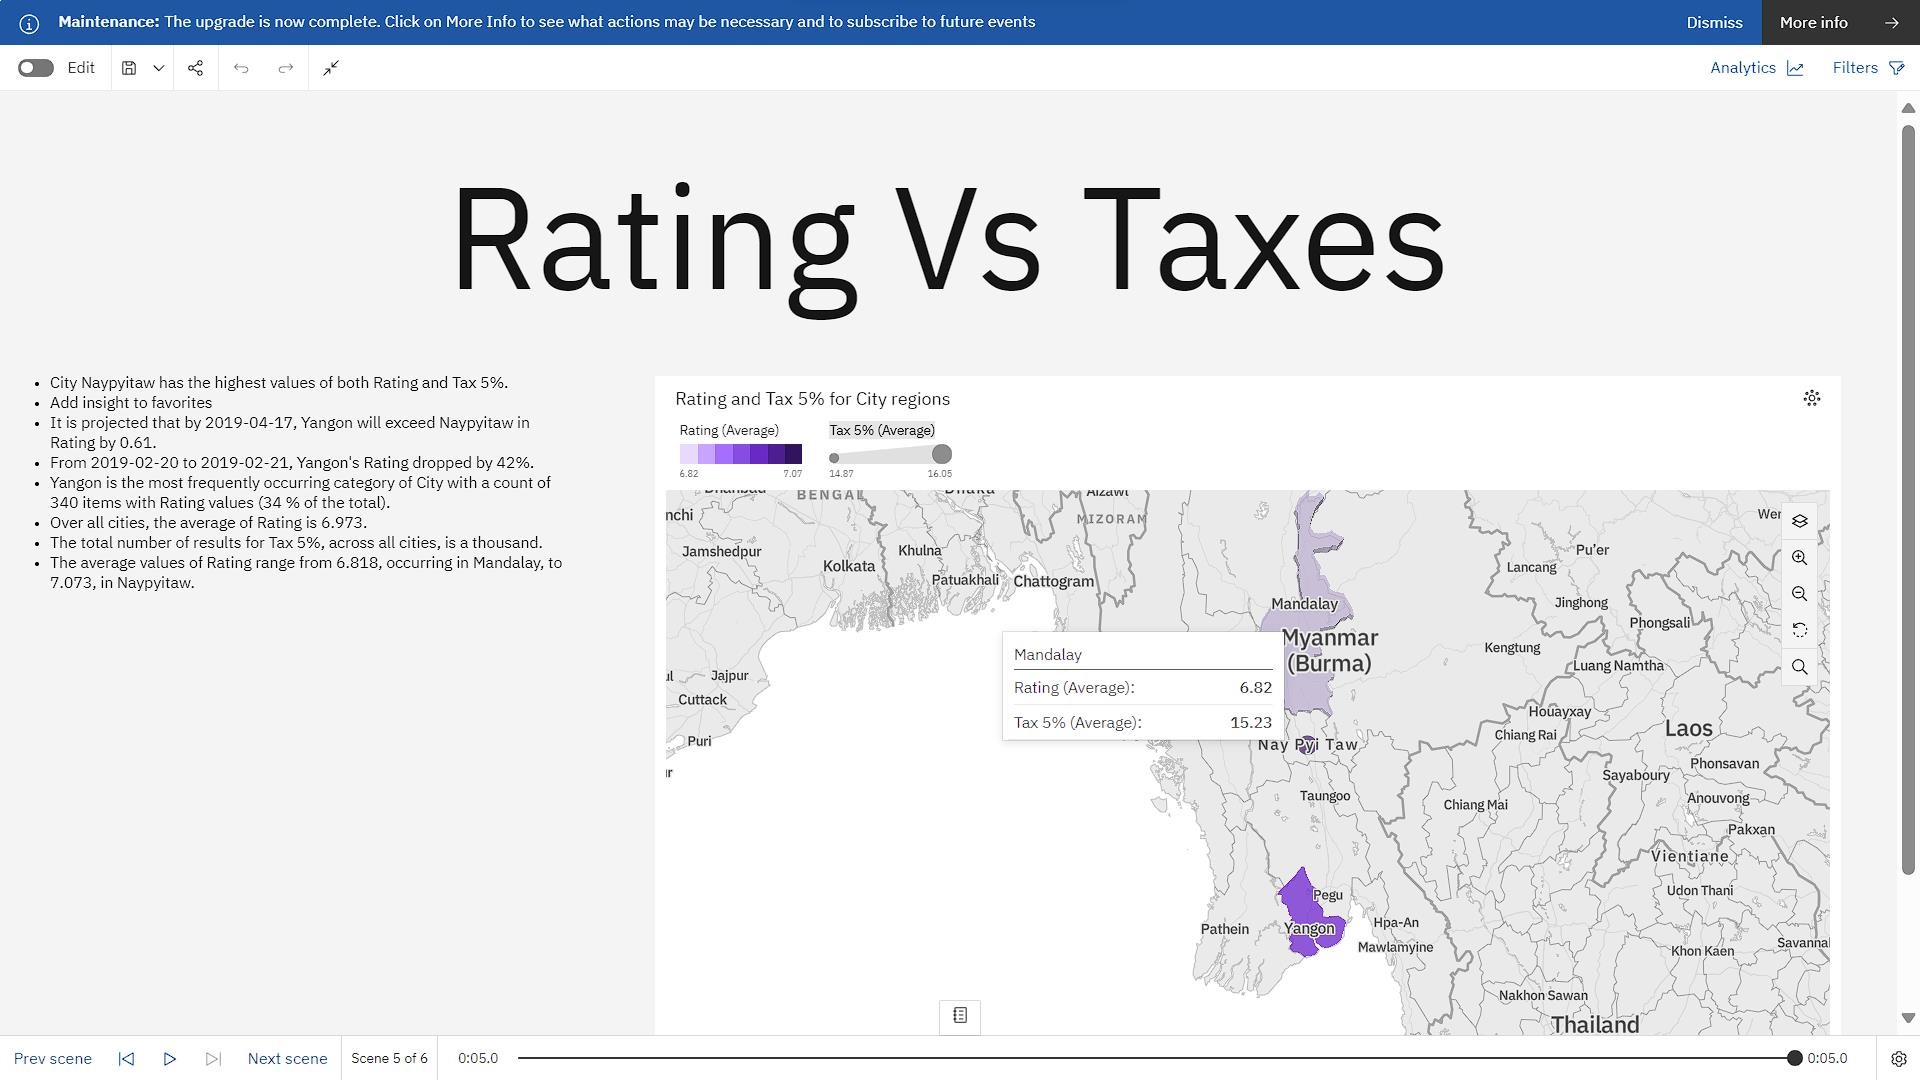 Maintenance: The upgrade is now complete. Click on More Info to see what actions may be necessary and to subscribe to future events
Dismiss
More info
Edit
Analytics
Filters
Rating Vs Taxes
• City Naypyitaw has the highest values of both Rating and Tax 5%.
• Add insight to favorites
• It is projected that by 2019-04-17, Yangon will exceed Naypyitaw in
Rating by 0.61.
• From 2019-02-20 to 2019-02-21, Yangon's Rating dropped by 42%.
• Yangon is the most frequently occurring category of City with a count of
340 items with Rating values (34 % of the total).
• Over all cities, the average of Rating is 6.973.
• The total number of results for Tax 5%, across all cities, is a thousand.
• The average values of Rating range from 6.818, occurring in Mandalay, to
7.073, in Naypyitaw.
Rating and Tax 5% for City regions
Rating (Average)
6.82 7.07
Tax 5% (Average)
14.87 16.05
Dhanbad
BENGAL
Dhaka
Aizawl
nchi
MIZORAM
Wer
Jamshedpur
Khulna
Kolkata
Patuakhali
Chattogram
Pu'er
Lancang
Jinghong
Mandalay
Phongsali
Myanmar
(Burma)
Kengtung
Luang Namtha
ul
Jajpur
Cuttack
Puri
ır
Mandalay
Rating (Average): 6.82
Tax 5% (Average): 15.23
Houayxay
Chiang Rai
Laos
Nay Pyi Taw
Phonsavan
Sayaboury
Taungoo
Chiang Mai
Anouvong
Pakxan
Vientiane
Udon Thani
Pegu
Yangon
Pathein
Hpa-An
Mawlamyine
Savannal
Khon Kaen
Nakhon Sawan
Thailand
Prev scene
Next scene
Scene 5 of 6
0:05.0
0:05.0